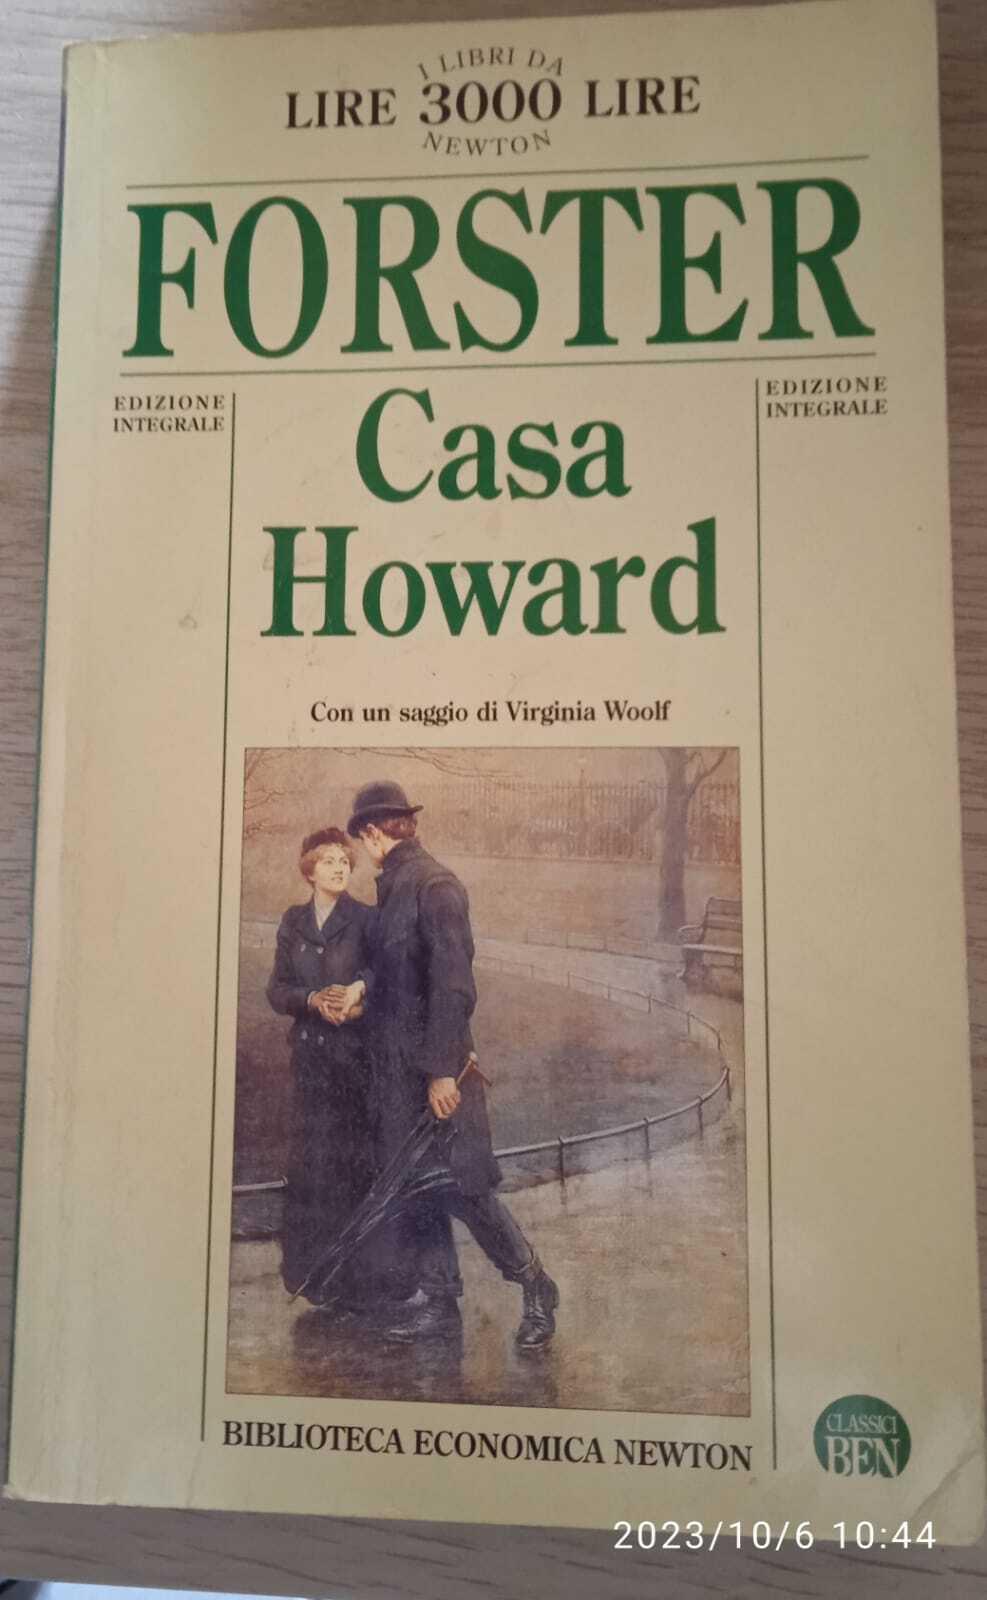 I LIBRI DA
LIRE 3000 LIRE
NEWTON
FORSTER
EDIZIONE
INTEGRALE
Casa
Howard
EDIZIONE
INTEGRALE
Con un saggio di Virginia Woolf
BIBLIOTECA ECONOMICA NEWTON
CLASSICI
BEN
2023/10/6 10:44